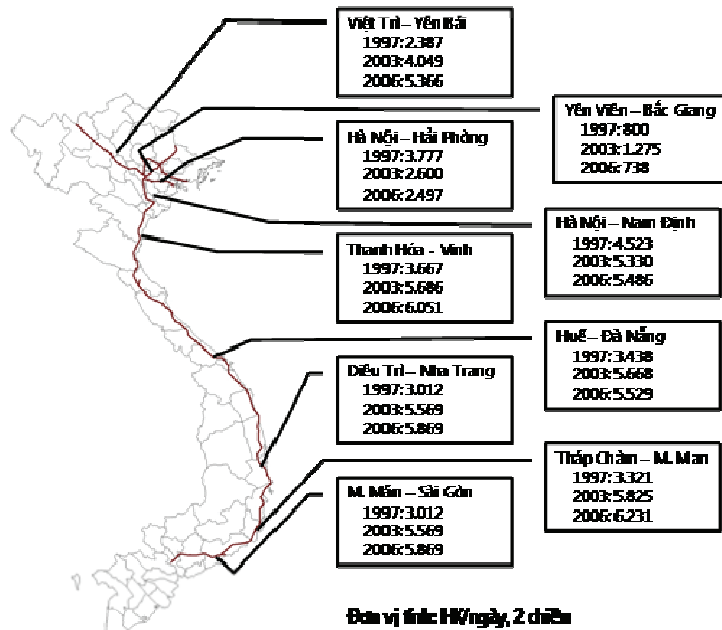 Việt Trì – Yên Bái
1997:2.387
2003:4.049
2006:5.366
Yên Viên – Bắc Giang
1997:800
2003:1.275
2006:738
Hà Nội – Hải Phòng
1997:3.777
2003:2.600
2006:2.497
Hà Nội – Nam Định
1997:4.523
2003:5.330
2006:5.486
Thanh Hóa - Vinh
1997:3.667
2003:5.686
2006:6.051
Huế – Đà Nẵng
1997:3.438
2003:5.668
2006:5.529
Diêu Trì – Nha Trang
1997:3.012
2003:5.569
2006:5.869
Tháp Chàm – M. Man
1997:3.321
2003:5.825
2006:6.231
M. Mán – Sài Gòn
1997:3.012
2003:5.569
2006:5.869
Đơn vị tính: HK/ngày, 2 chiều